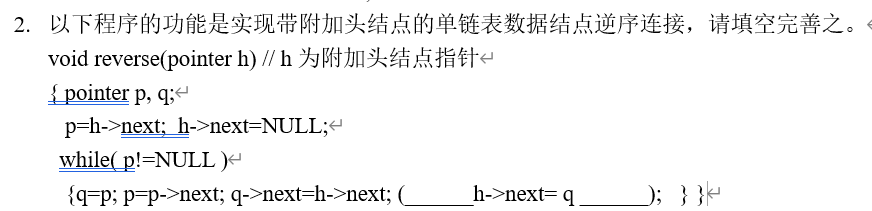 2. 以下程序的功能是实现带附加头结点的单链表数据结点逆序连接，请填空完善之。↵
void reverse(pointer h) // h 为附加头结点指针↵
{ pointer p, q;↵
p=h->next; h->next=NULL;↵
while( p!=NULL )↵
{q=p; p=p->next; q->next=h->next; (______h->next= q ______); } }↵